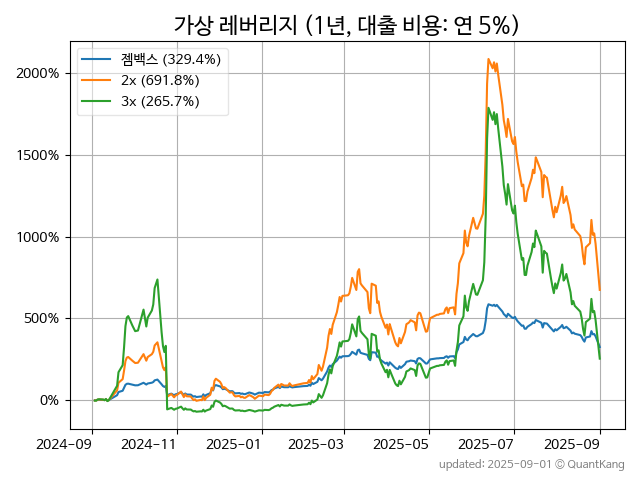 가상 레버리지 (1년, 대출 비용: 연 5%)
젬백스 (329.4%)
2x (691.8%)
3x (265.7%)
2000%
1500%
1000%
500%
0%
2024-09 2024-11 2025-01 2025-03 2025-05 2025-07 2025-09
updated: 2025-09-01 © QuantKang